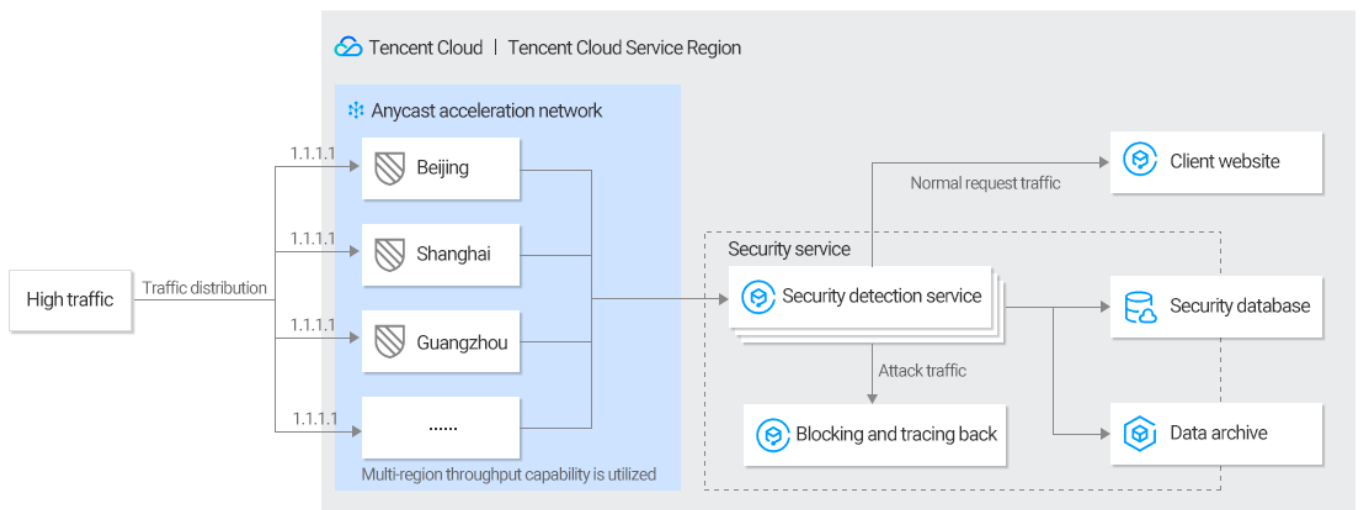 Tencent Cloud | Tencent Cloud Service Region
Anycast acceleration network
1.1.1.1
Beijing
Client website
Normal request traffic
1.1.1.1
Shanghai
Security service
High traffic
Traffic distribution
Security detection service
Security database
1.1.1.1
Guangzhou
Attack traffic
1.1.1.1
......
Blocking and tracing back
Data archive
Multi-region throughput capability is utilized